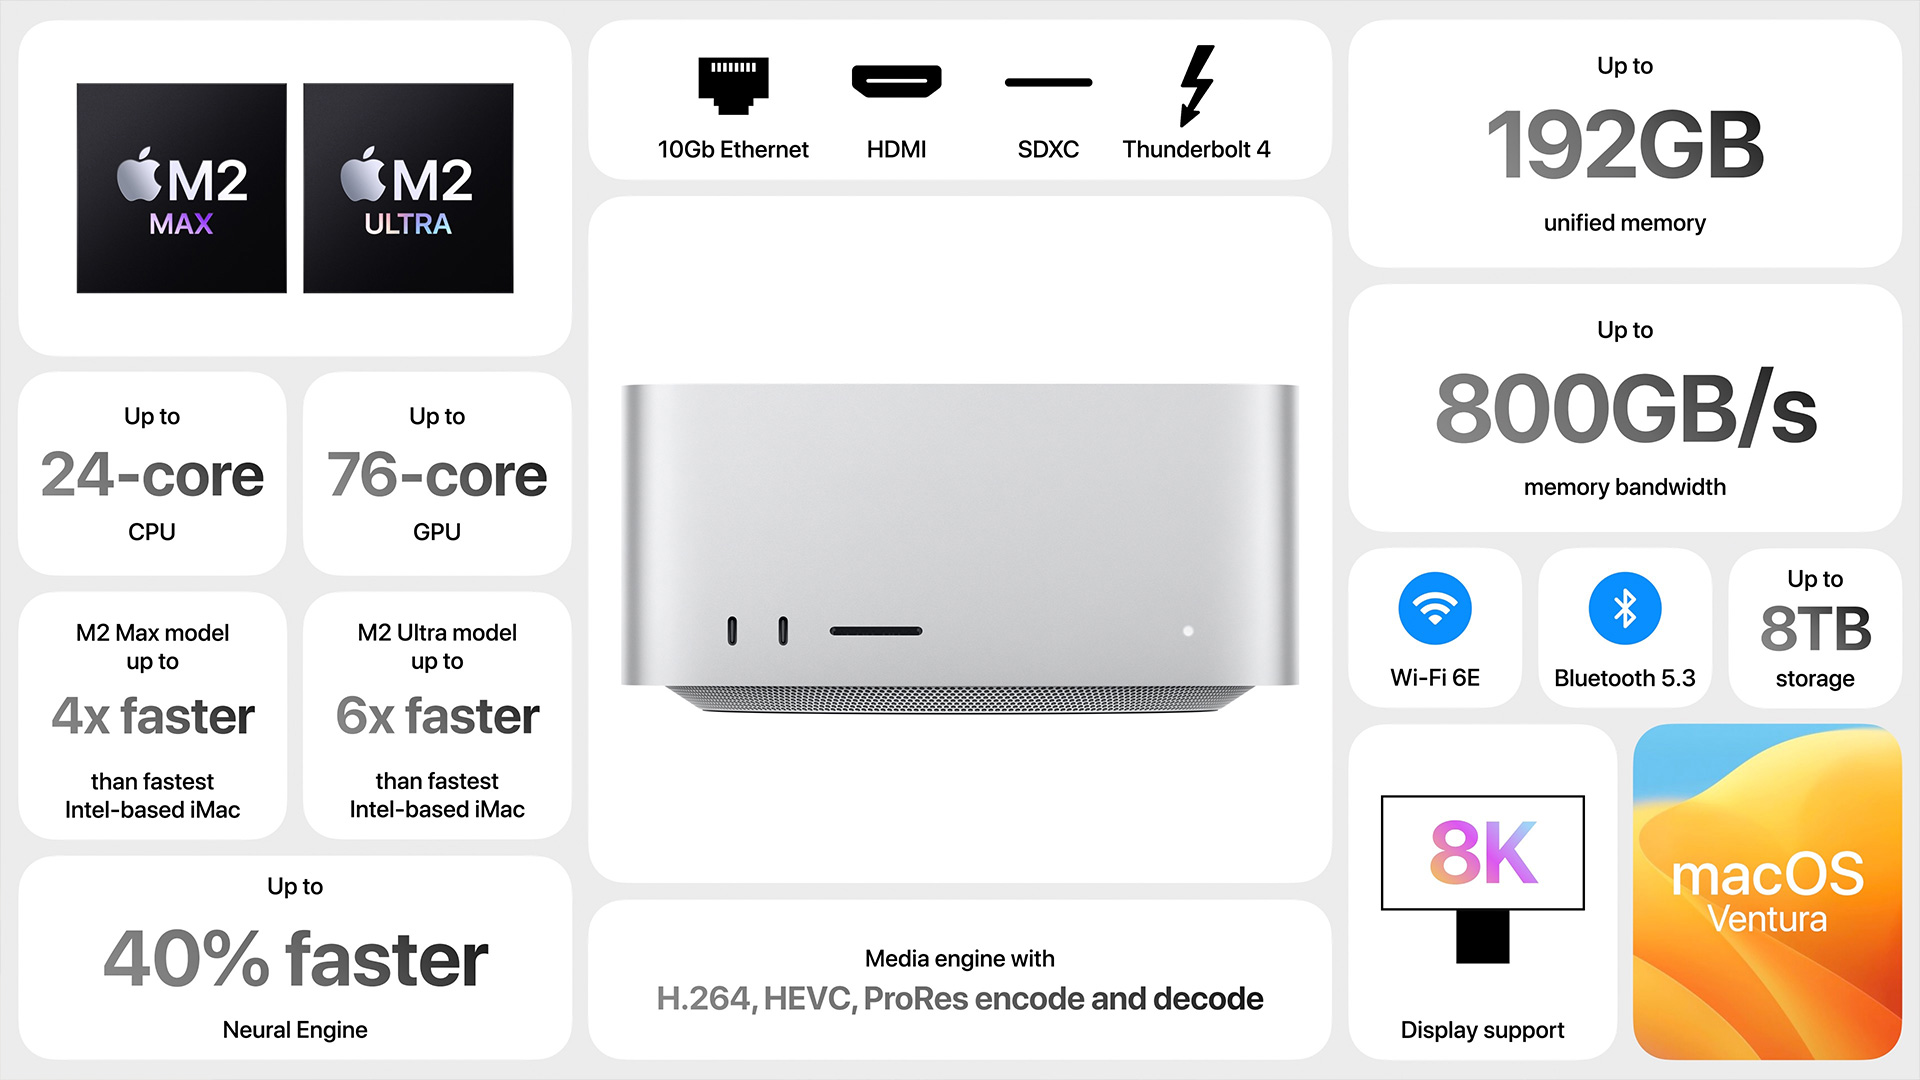 M2
MAX
M2
ULTRA
Up to
24-core
CPU
Up to
76-core
GPU
M2 Max model
up to
4x faster
than fastest
Intel-based iMac
M2 Ultra model
up to
6x faster
than fastest
Intel-based iMac
Up to
40% faster
Neural Engine
10Gb Ethernet
HDMI
SDXC
Thunderbolt 4
Media engine with
H.264, HEVC, ProRes encode and decode
Up to
192GB
unified memory
Up to
800GB/s
memory bandwidth
Wi-Fi 6E
Bluetooth 5.3
Up to
8TB
storage
8K
Display support
macOS
Ventura